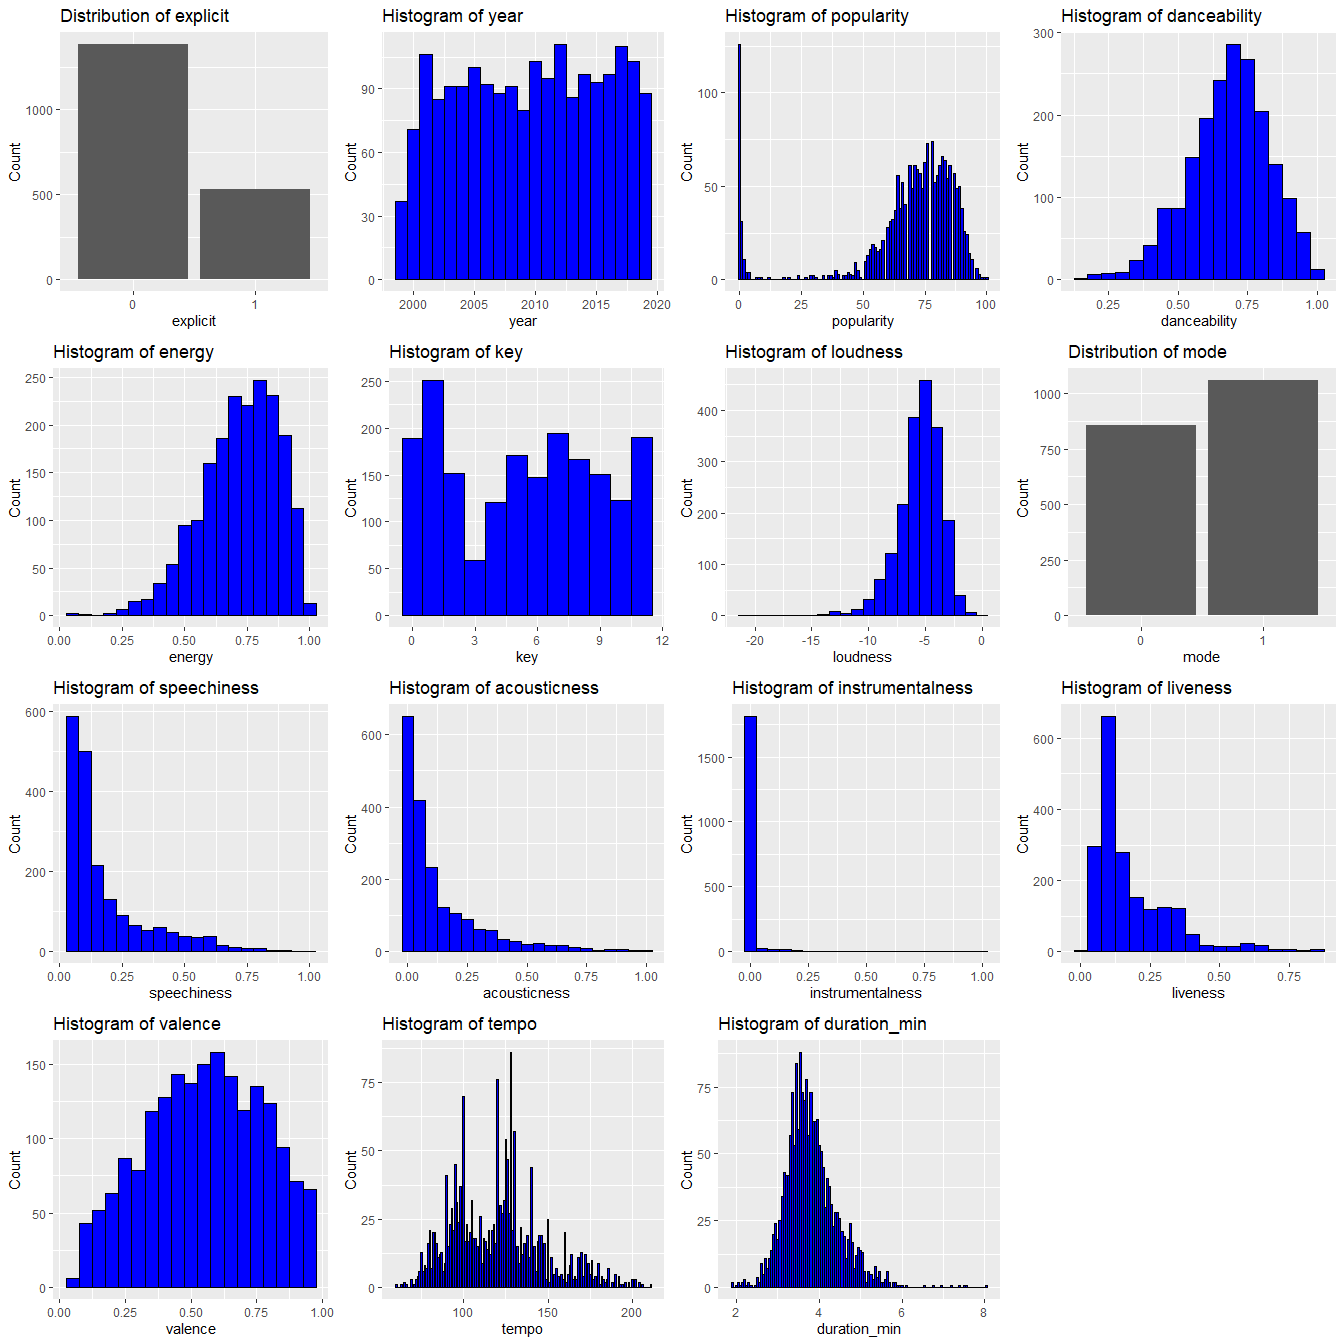 Distribution of explicit
Count
1000
500
0
0 1
explicit
Histogram of year
Count
90
60
30
0
2000 2005 2010 2015 2020
year
Histogram of popularity
Count
100
50
0
0 25 50 75 100
popularity
Histogram of danceability
Count
300
200
100
0
0.25 0.50 0.75 1.00
danceability
Histogram of energy
Count
250
200
150
100
50
0
0.00 0.25 0.50 0.75 1.00
energy
Histogram of key
Count
250
200
150
100
50
0
0 3 6 9 12
key
Histogram of loudness
Count
400
300
200
100
0
-20 -15 -10 -5 0
loudness
Distribution of mode
Count
1000
750
500
250
0
0 1
mode
Histogram of speechiness
Count
600
400
200
0
0.00 0.25 0.50 0.75 1.00
speechiness
Histogram of acousticness
Count
600
400
200
0
0.00 0.25 0.50 0.75 1.00
acousticness
Histogram of instrumentalness
Count
1500
1000
500
0
0.00 0.25 0.50 0.75 1.00
instrumentalness
Histogram of liveness
Count
600
400
200
0
0.00 0.25 0.50 0.75
liveness
Histogram of valence
Count
150
100
50
0
0.00 0.25 0.50 0.75 1.00
valence
Histogram of tempo
Count
75
50
25
0
100 150 200
tempo
Histogram of duration_min
Count
75
50
25
0
2 4 6 8
duration_min